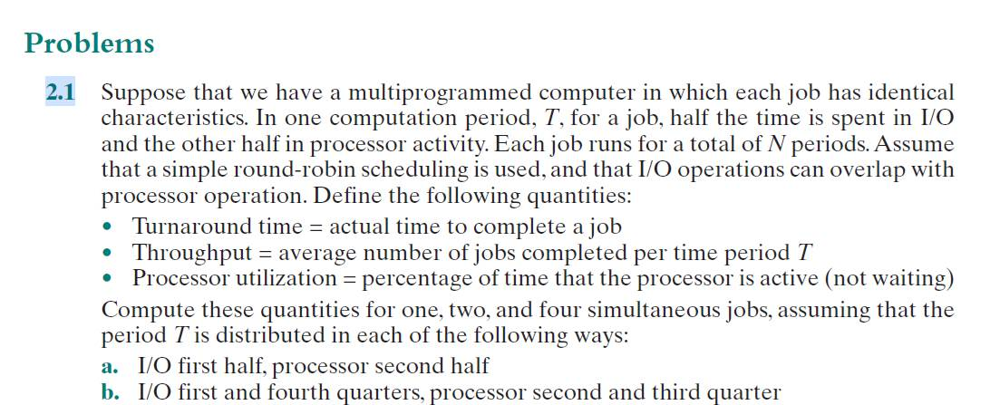 Problems
2.1 Suppose that we have a multiprogrammed computer in which each job has identical
characteristics. In one computation period, T, for a job, half the time is spent in I/O
and the other half in processor activity. Each job runs for a total of N periods. Assume
that a simple round-robin scheduling is used, and that I/O operations can overlap with
processor operation. Define the following quantities:
• Turnaround time = actual time to complete a job
• Throughput = average number of jobs completed per time period T
• Processor utilization = percentage of time that the processor is active (not waiting)
Compute these quantities for one, two, and four simultaneous jobs, assuming that the
period T is distributed in each of the following ways:
a. I/O first half, processor second half
b. I/O first and fourth quarters, processor second and third quarter